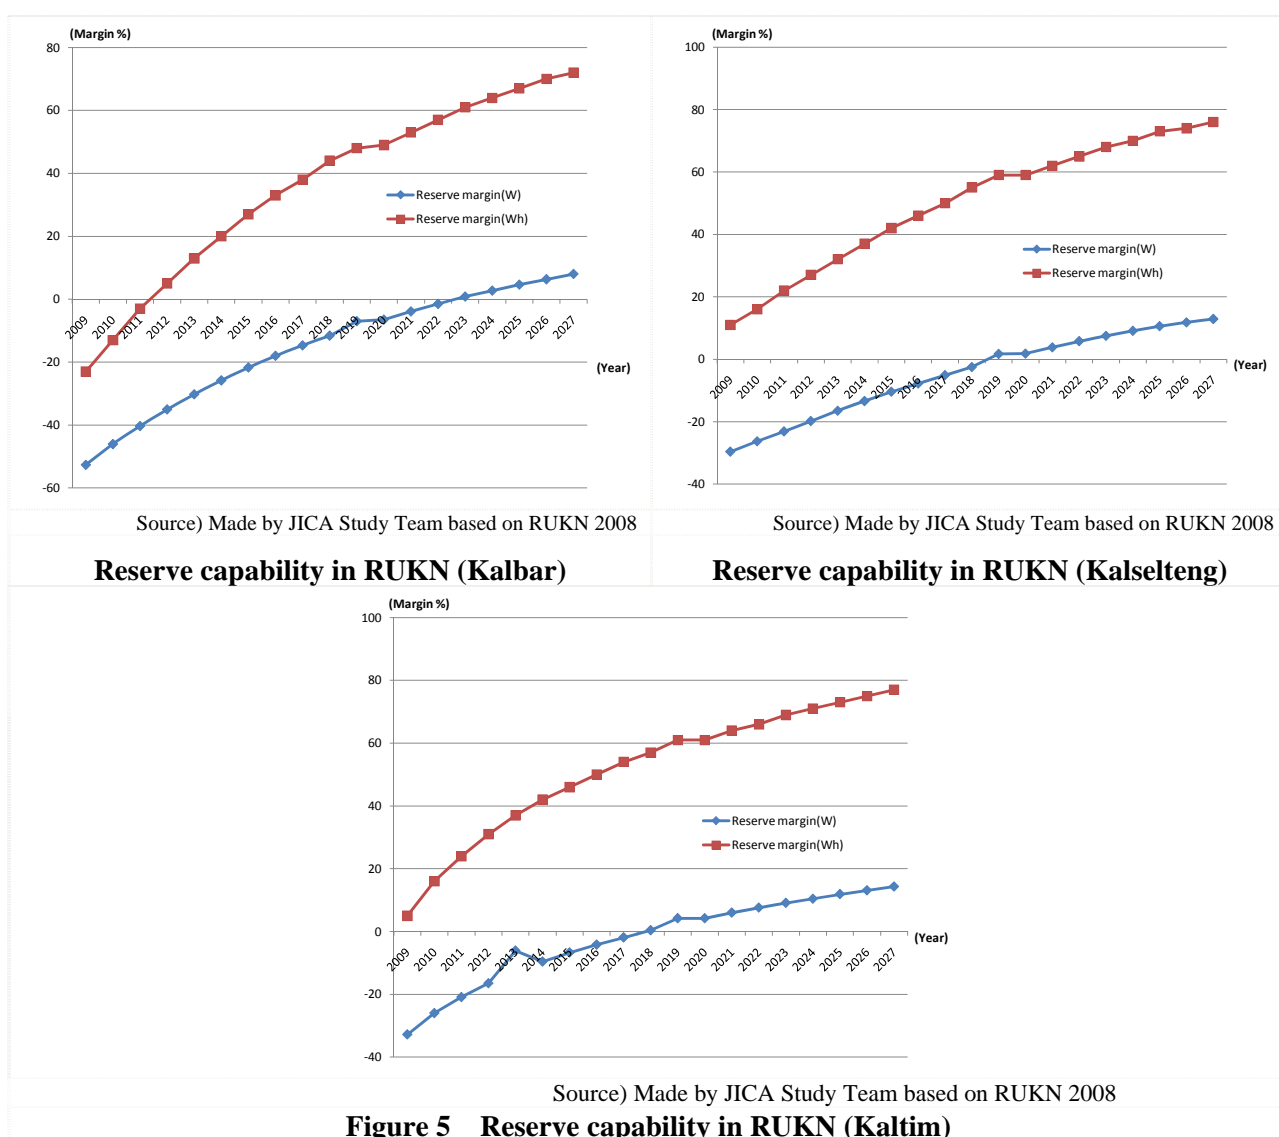 (Margin %)
80
60
40
20
0
-20
-40
-60
2009 2010 2011 2012 2013 2014 2015 2016 2017 2018 2019 2020 2021 2022 2023 2024 2025 2026 2027
(Year)
Reserve margin(W)
Reserve margin(Wh)
Source) Made by JICA Study Team based on RUKN 2008
Reserve capability in RUKN (Kalbar)
(Margin %)
100
80
60
40
20
0
-20
-40
2009 2010 2011 2012 2013 2014 2015 2016 2017 2018 2019 2020 2021 2022 2023 2024 2025 2026 2027
(Year)
Reserve margin(W)
Reserve margin(Wh)
Source) Made by JICA Study Team based on RUKN 2008
Reserve capability in RUKN (Kalselteng)
(Margin %)
100
80
60
40
20
0
-20
-40
2009 2010 2011 2012 2013 2014 2015 2016 2017 2018 2019 2020 2021 2022 2023 2024 2025 2026 2027
(Year)
Reserve margin(W)
Reserve margin(Wh)
Source) Made by JICA Study Team based on RUKN 2008
Figure 5 Reserve capability in RUKN (Kaltim)